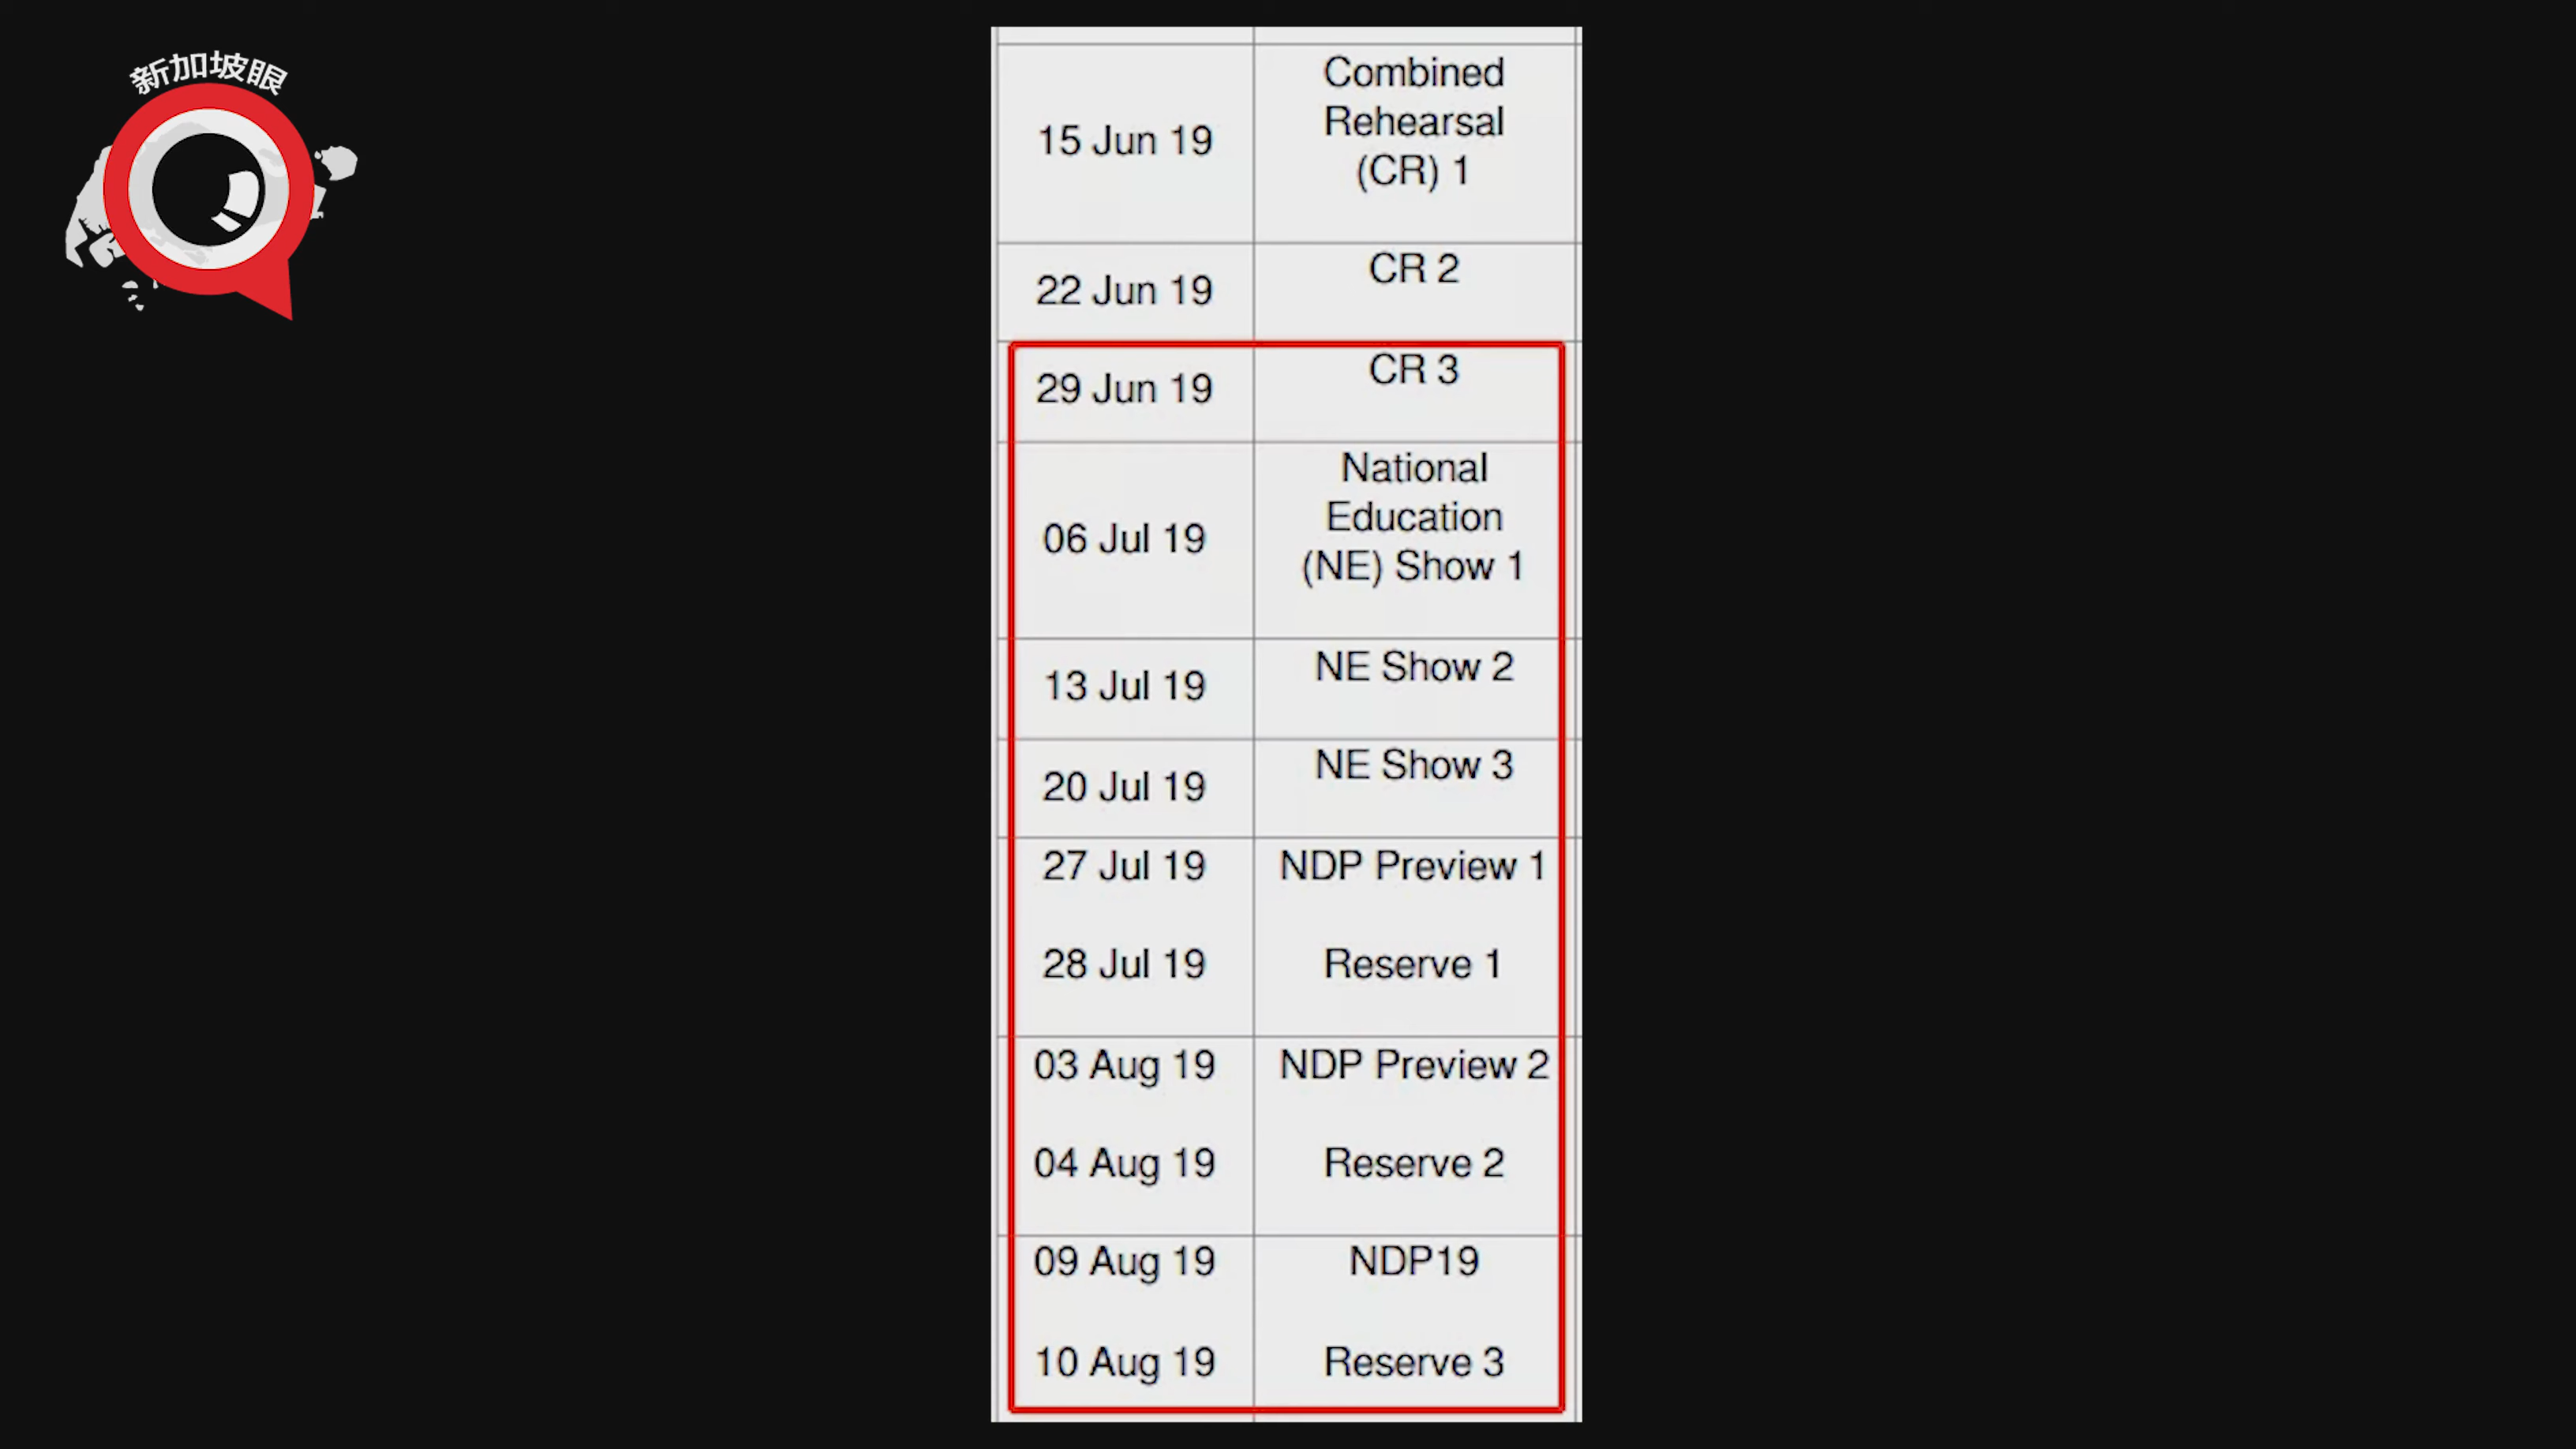 新加坡眼
15 Jun 19
Combined
Rehearsal
(CR) 1
22 Jun 19
CR 2
29 Jun 19
CR 3
06 Jul 19
National
Education
(NE) Show 1
13 Jul 19
NE Show 2
20 Jul 19
NE Show 3
27 Jul 19
NDP Preview 1
28 Jul 19
Reserve 1
03 Aug 19
NDP Preview 2
04 Aug 19
Reserve 2
09 Aug 19
NDP19
10 Aug 19
Reserve 3